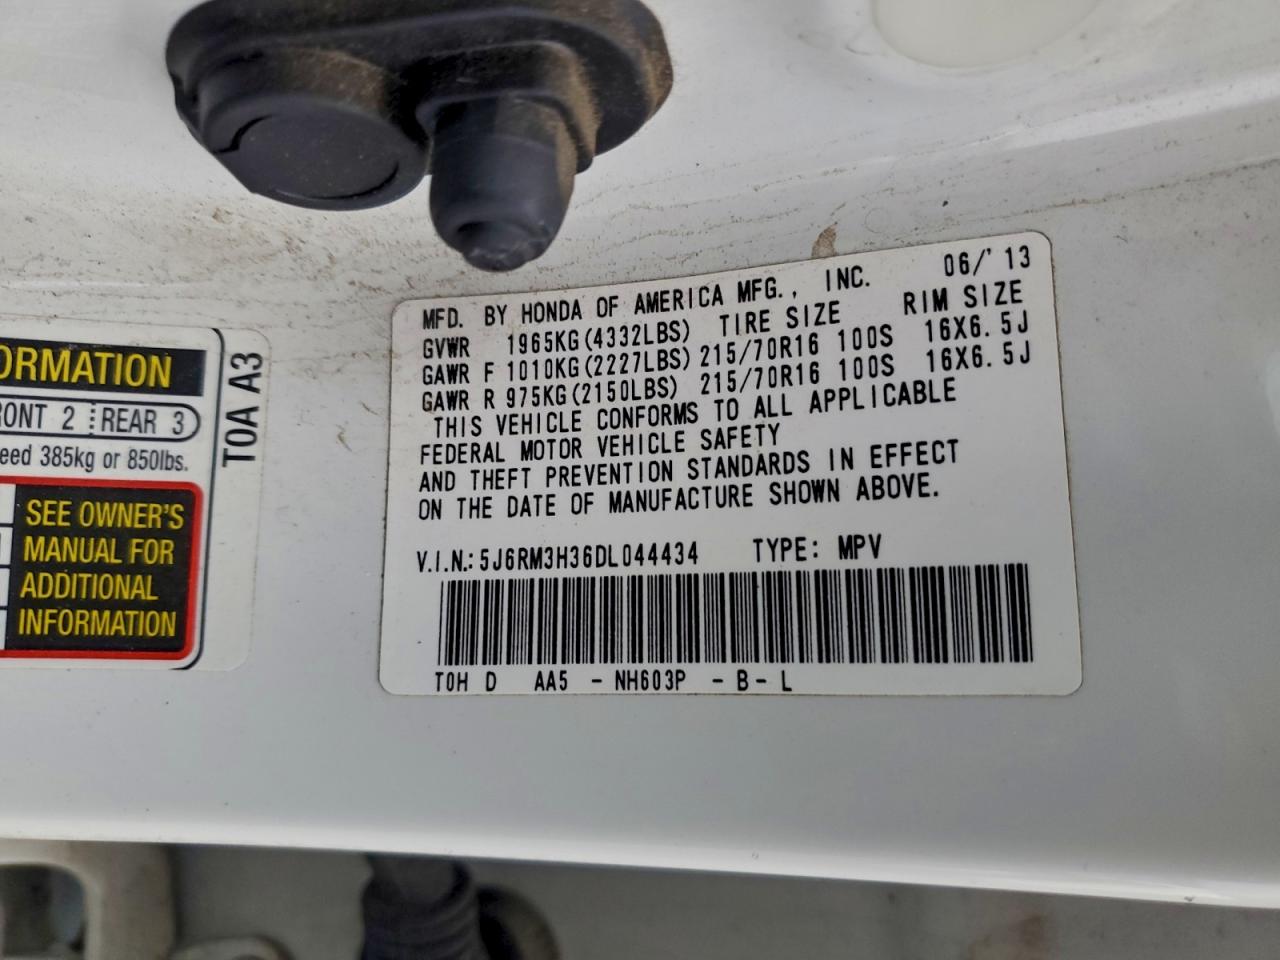 MFD. BY HONDA OF AMERICA MFG., INC. 06/'13
GVWR 1965KG(4332LBS) TIRE SIZE RIM SIZE
GAWR F 1010KG(2227LBS) 215/70R16 100S 16X6.5J
GAWR R 975KG(2150LBS) 215/70R16 100S 16X6.5J
THIS VEHICLE CONFORMS TO ALL APPLICABLE
FEDERAL MOTOR VEHICLE SAFETY
AND THEFT PREVENTION STANDARDS IN EFFECT
ON THE DATE OF MANUFACTURE SHOWN ABOVE.
V.I.N.: 5J6RM3H36DL044434 TYPE: MPV
T0H D AA5 - NH603P - B - L
ORMATION
RONT 2 REAR 3
eed 385kg or 850lbs.
SEE OWNER'S
MANUAL FOR
ADDITIONAL
INFORMATION
T0A A3